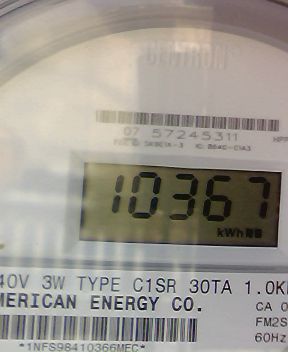 07 57245311
10367
kWh
40V 3W TYPE C1SR 30TA 1.0K
MERICAN ENERGY CO.
CA 0
FM2S
60Hz
*1NFS98410366MEC*